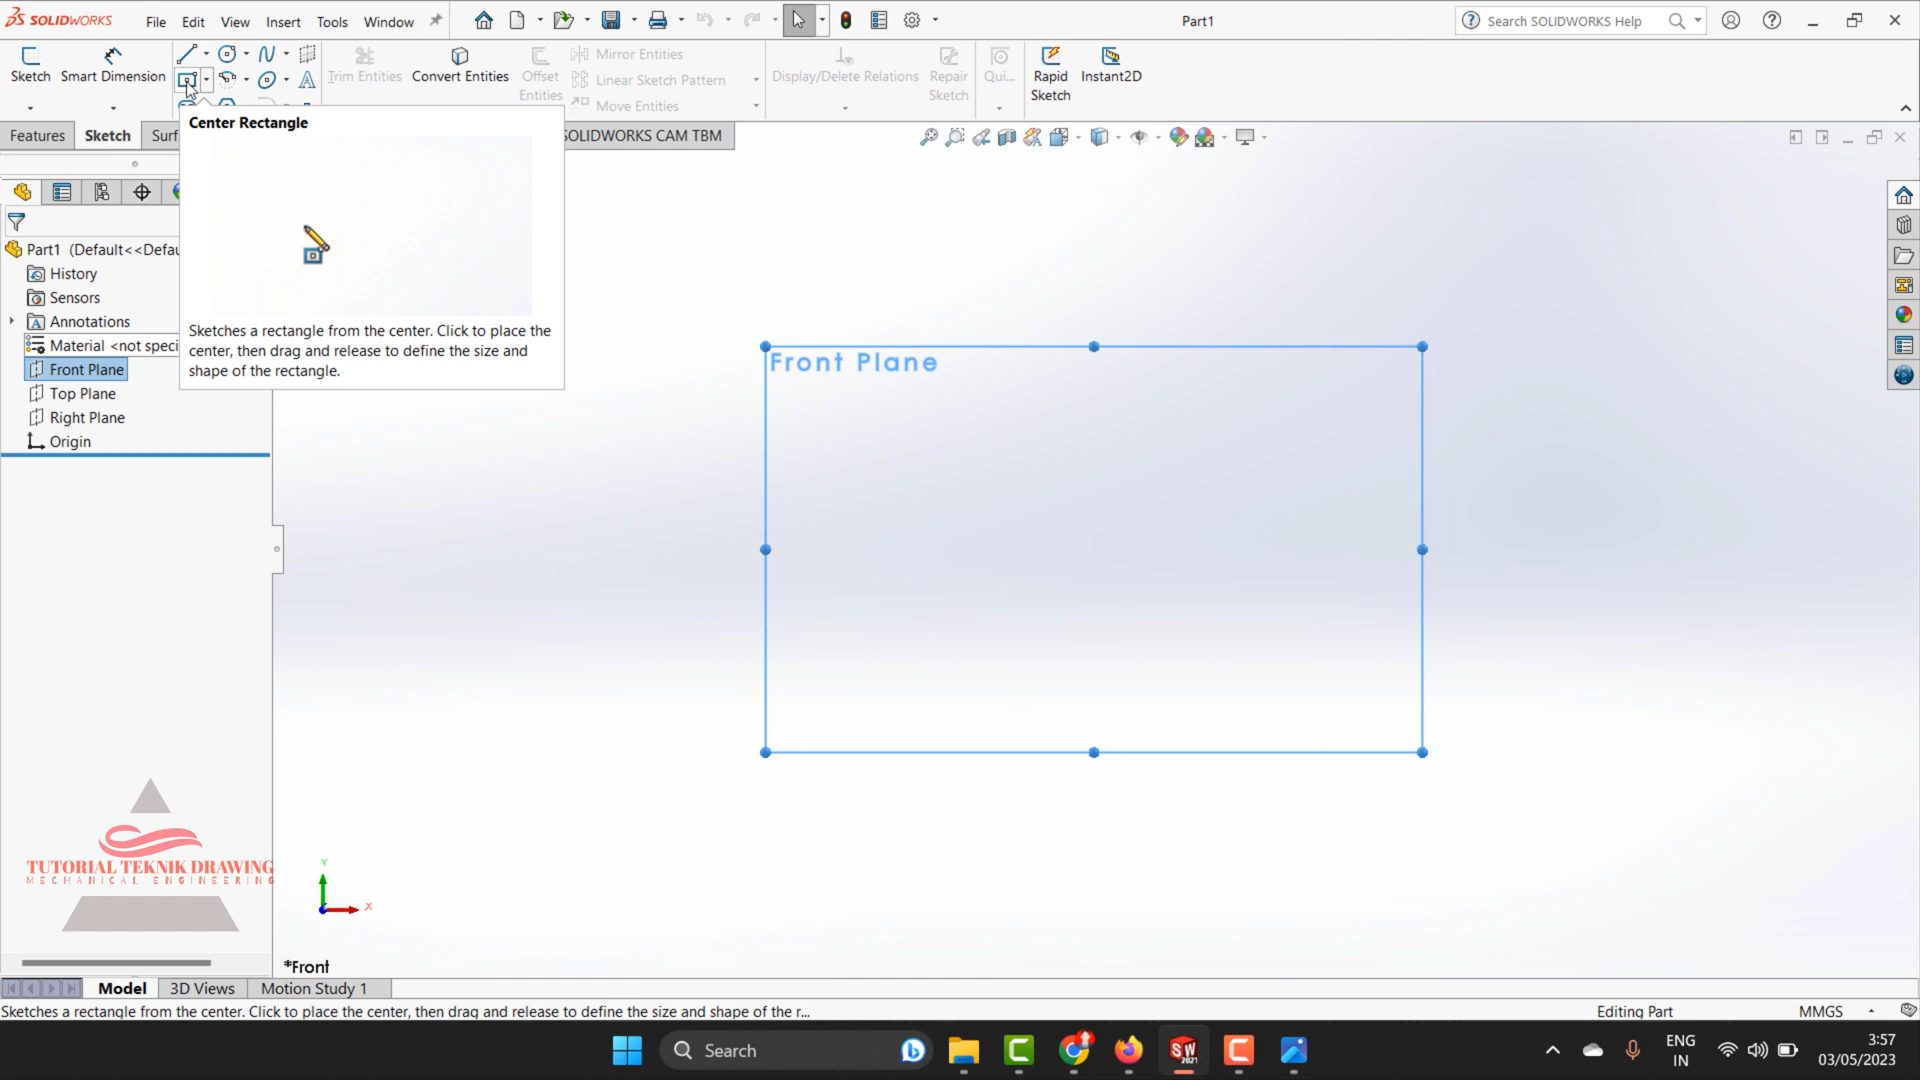 SOLIDWORKS File Edit View Insert Tools Window Part1 Search SOLIDWORKS Help
Sketch Smart Dimension Trim Entities Convert Entities Offset Entities Mirror Entities Linear Sketch Pattern Move Entities Display/Delete Relations Repair Sketch Qui... Rapid Sketch Instant2D
Features Sketch Surf SOLIDWORKS CAM TBM
Center Rectangle
Sketches a rectangle from the center. Click to place the
center, then drag and release to define the size and
shape of the rectangle.
Part1 (Default<<Defau
History
Sensors
Annotations
Material <not speci
Front Plane
Top Plane
Right Plane
Origin
Front Plane
TUTORIAL TEKNIK DRAWING
MECHANICAL ENGINEERING
Y
X
*Front
Model 3D Views Motion Study 1
Sketches a rectangle from the center. Click to place the center, then drag and release to define the size and shape of the r... Editing Part MMGS
Search SW 2021 ENG IN 3:57 03/05/2023